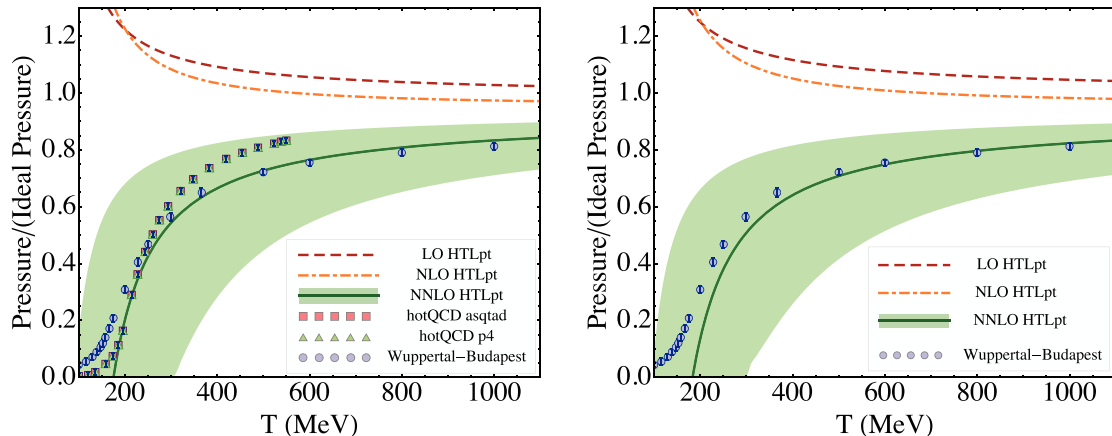 Pressure/(Ideal Pressure)
1.2
1.0
0.8
0.6
0.4
0.2
0.0
LO HTLpt
NLO HTLpt
NNLO HTLpt
hotQCD asqtad
hotQCD p4
Wuppertal−Budapest
200 400 600 800 1000
T (MeV)
Pressure/(Ideal Pressure)
1.2
1.0
0.8
0.6
0.4
0.2
0.0
LO HTLpt
NLO HTLpt
NNLO HTLpt
Wuppertal−Budapest
200 400 600 800 1000
T (MeV)